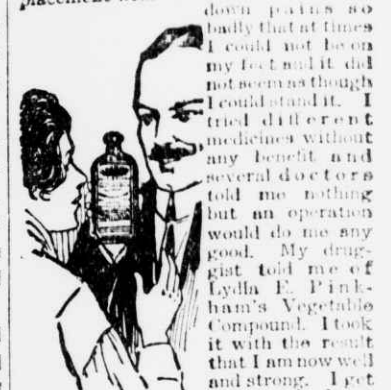 down pains so
badly that at times
I could not be on
my feet and it did
not seem as though
I could stand it. I
tried different
medicines without
any benefit and
several doctors
told me nothing
but an operation
would do me any
good. My drug-
gist told me of
Lydia E. Pink-
ham's Vegetable
Compound. I took
it with the result
that I am now well
and strong. I get